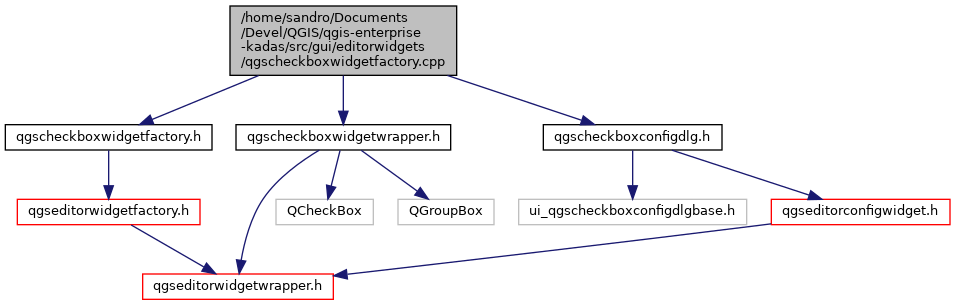 /home/sandro/Documents
/Devel/QGIS/qgis-enterprise
-kadas/src/gui/editorwidgets
/qgscheckboxwidgetfactory.cpp
qgscheckboxwidgetfactory.h
qgscheckboxwidgetwrapper.h
qgscheckboxconfigdlg.h
qgseditorwidgetfactory.h
QCheckBox
QGroupBox
ui_qgscheckboxconfigdlgbase.h
qgseditorconfigwidget.h
qgseditorwidgetwrapper.h